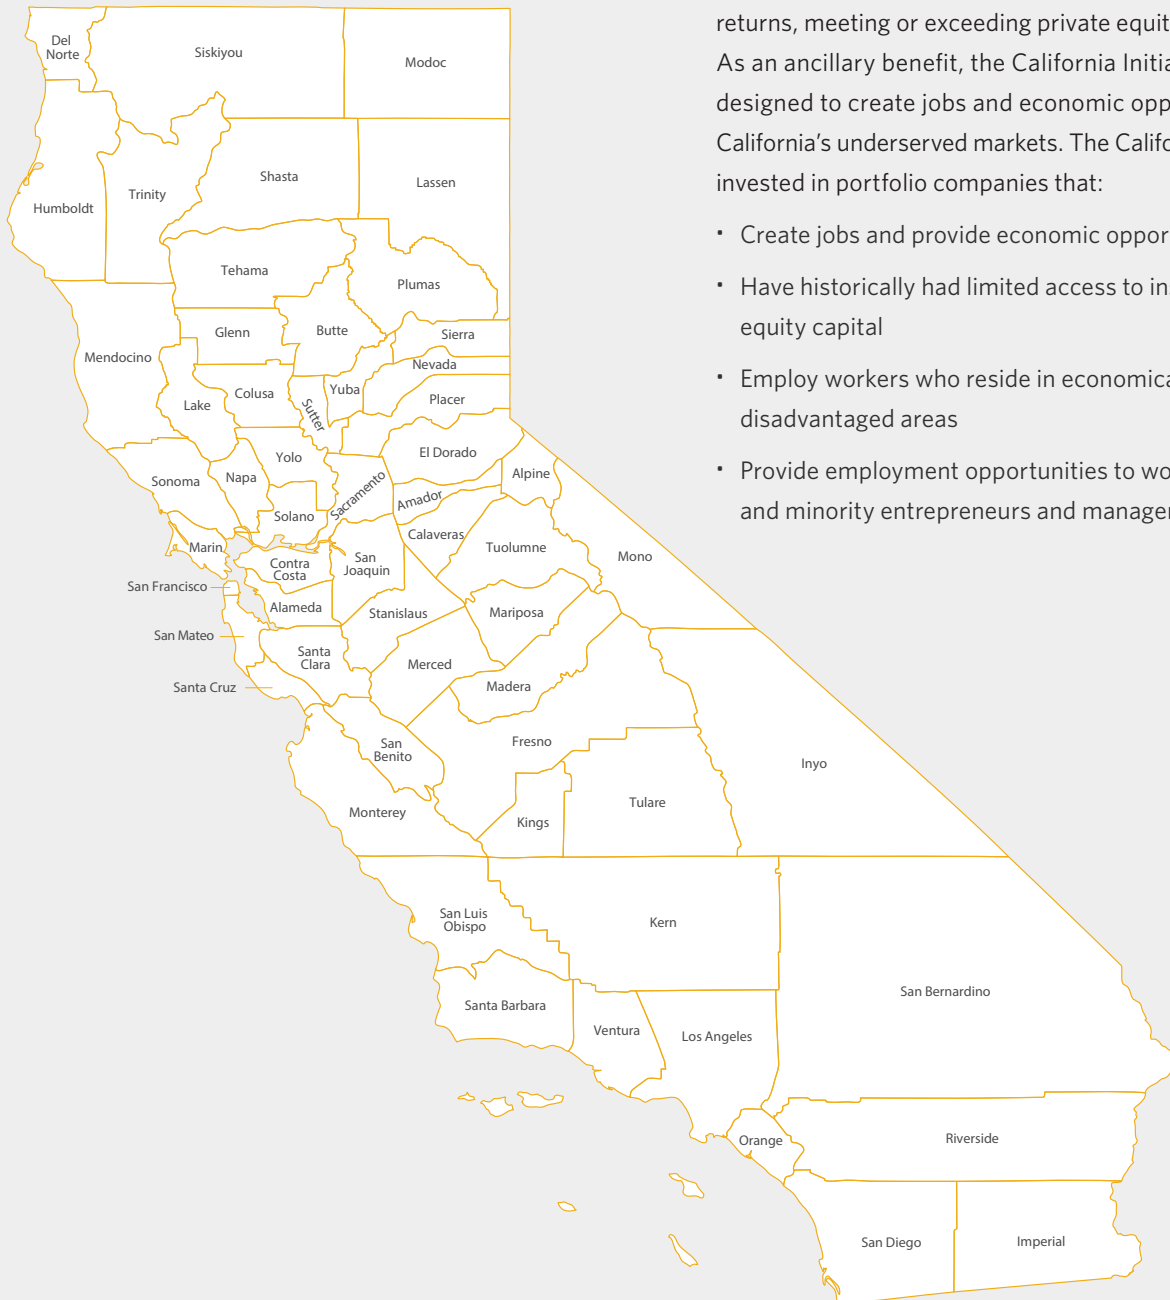 returns, meeting or exceeding private equit
As an ancillary benefit, the California Initia
designed to create jobs and economic opp
California’s underserved markets. The Califo
invested in portfolio companies that:
• Create jobs and provide economic oppor
• Have historically had limited access to in
equity capital
• Employ workers who reside in economica
disadvantaged areas
• Provide employment opportunities to wo
and minority entrepreneurs and manager
Del
Norte
Siskiyou
Modoc
Humboldt
Trinity
Shasta
Lassen
Tehama
Plumas
Mendocino
Glenn
Butte
Sierra
Nevada
Lake
Colusa
Sutter
Yuba
Placer
Sonoma
Napa
Yolo
El Dorado
Alpine
Solano
Sacramento
Amador
Marin
Calaveras
Contra
Costa
San
Joaquin
Tuolumne
Mono
San Francisco
Alameda
Stanislaus
Mariposa
San Mateo
Santa
Clara
Merced
Santa Cruz
Madera
San
Benito
Fresno
Inyo
Monterey
Kings
Tulare
San Luis
Obispo
Kern
San Bernardino
Santa Barbara
Ventura
Los Angeles
Orange
Riverside
San Diego
Imperial